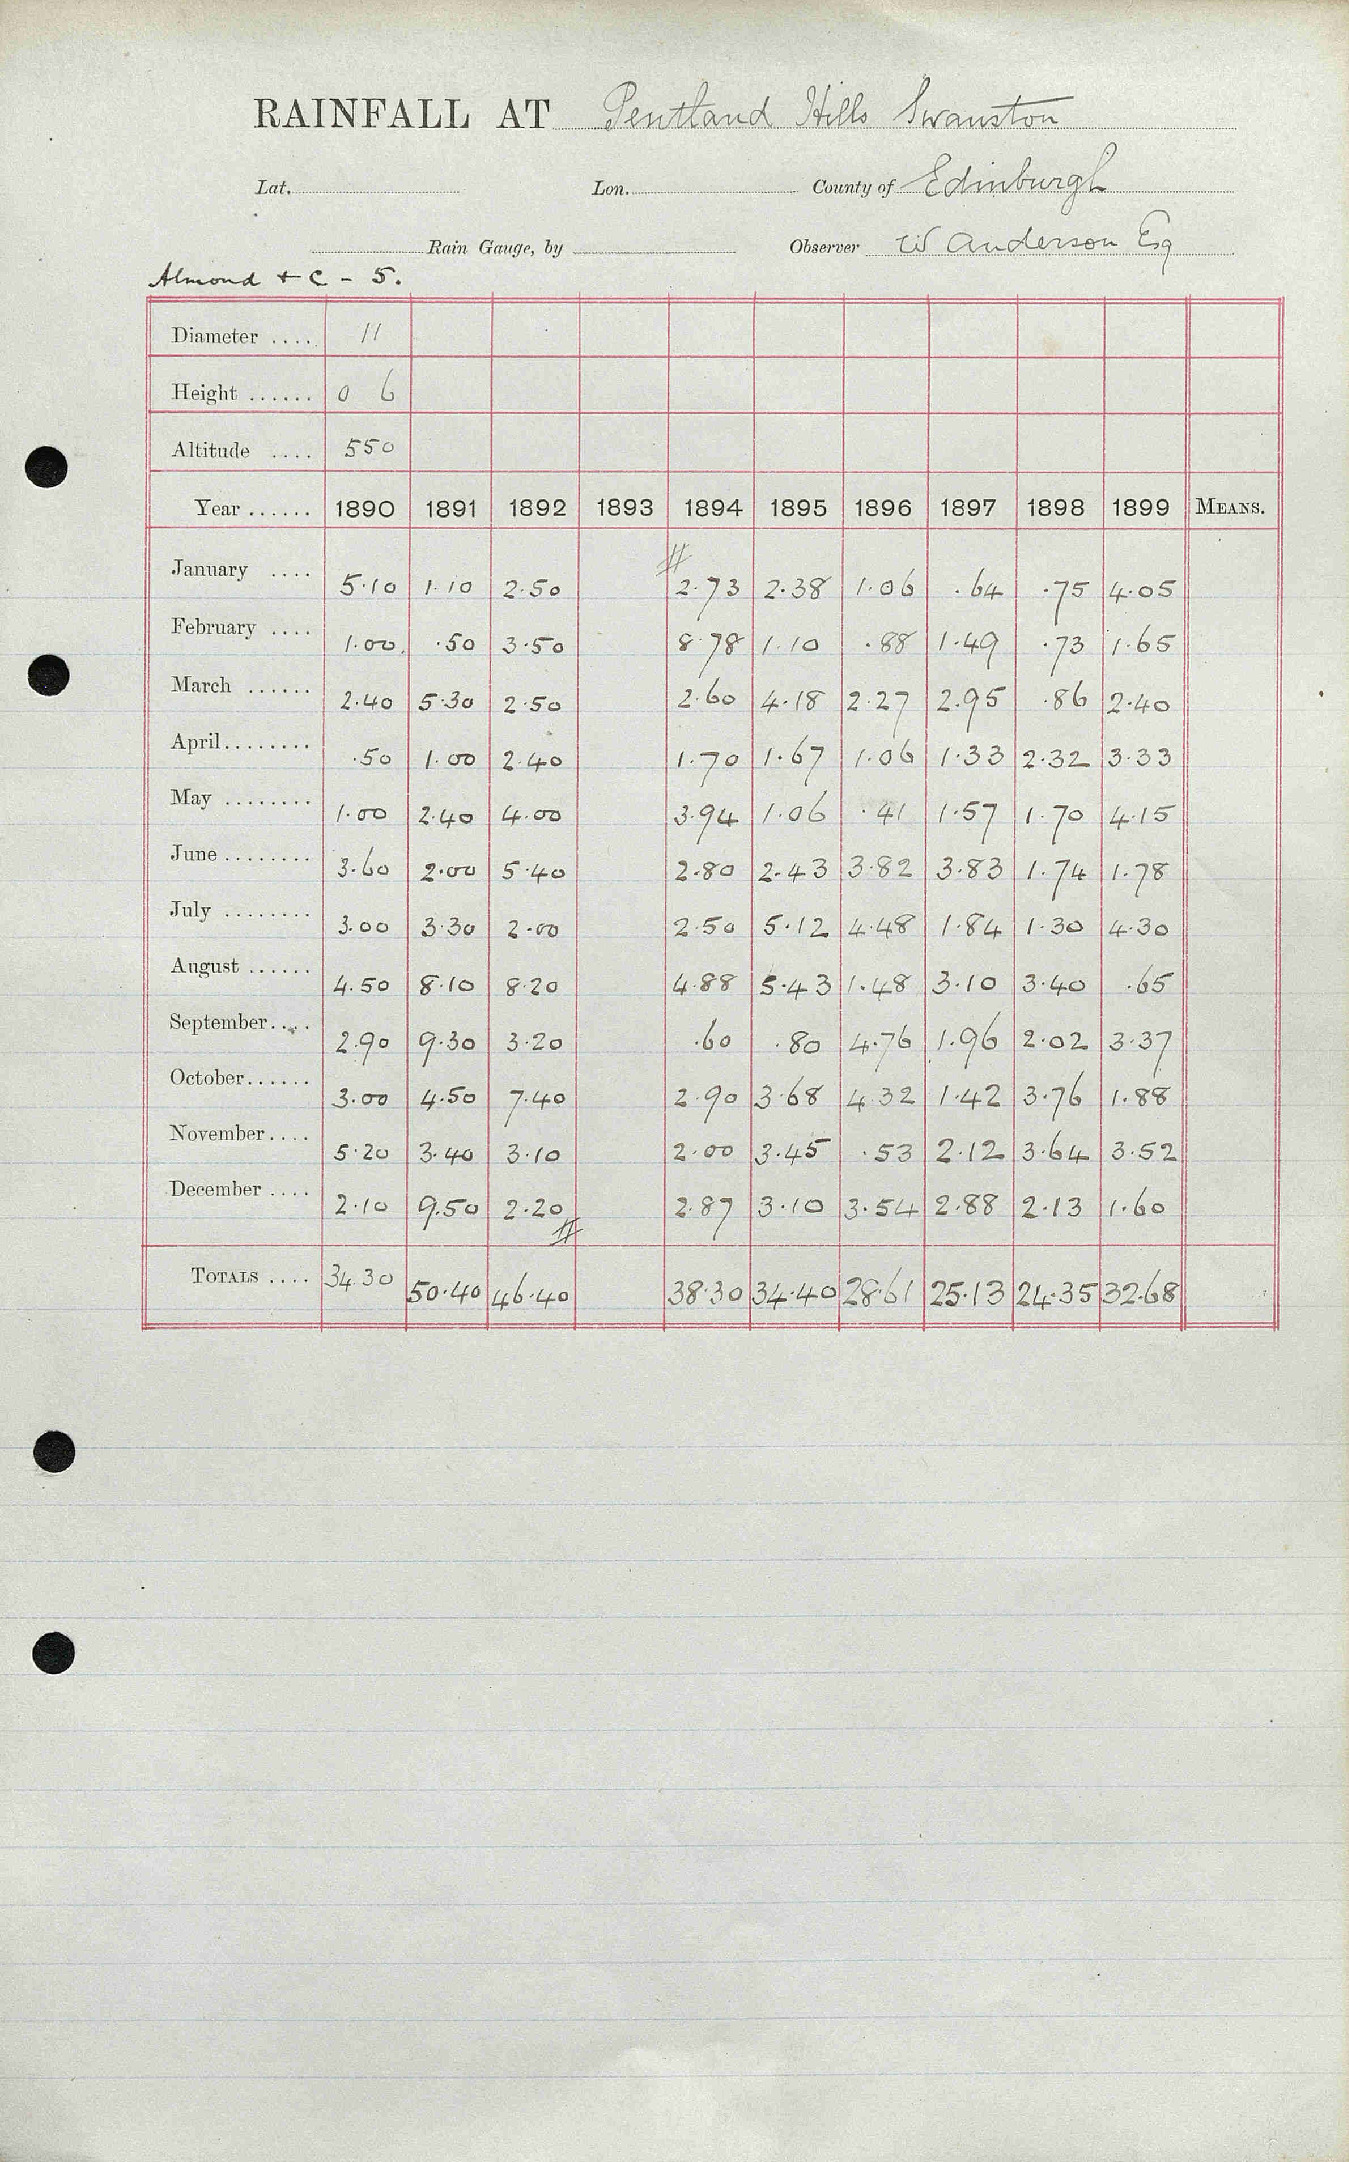 RAINFALL AT Pentland Hills Swanston
Lat. Lon. County of Edinburgh
Rain Gauge, by Observer W Anderson Esq
Almond + C - 5.
Diameter .... 11
Height ...... 0 6
Altitude .... 550
Year ...... 1890 1891 1892 1893 1894 1895 1896 1897 1898 1899 MEANS.
January .... 5.10 1.10 2.50 # 2.73 2.38 1.06 .64 .75 4.05
February .... 1.00 .50 3.50 8.78 1.10 .88 1.49 .73 1.65
March ...... 2.40 5.30 2.50 2.60 4.18 2.27 2.95 .86 2.40
April........ .50 1.00 2.40 1.70 1.67 1.06 1.33 2.32 3.33
May ........ 1.00 2.40 4.00 3.94 1.06 .41 1.57 1.70 4.15
June ........ 3.60 2.00 5.40 2.80 2.43 3.82 3.83 1.74 1.78
July ........ 3.00 3.30 2.00 2.50 5.12 4.48 1.84 1.30 4.30
August ...... 4.50 8.10 8.20 4.88 5.43 1.48 3.10 3.40 .65
September.... 2.90 9.30 3.20 .60 .80 4.76 1.96 2.02 3.37
October...... 3.00 4.50 7.40 2.90 3.68 4.32 1.42 3.76 1.88
November.... 5.20 3.40 3.10 2.00 3.45 .53 2.12 3.64 3.52
December .... 2.10 9.50 2.20 # 2.87 3.10 3.54 2.88 2.13 1.60
TOTALS .... 34.30 50.40 46.40 38.30 34.40 28.61 25.13 24.35 32.68